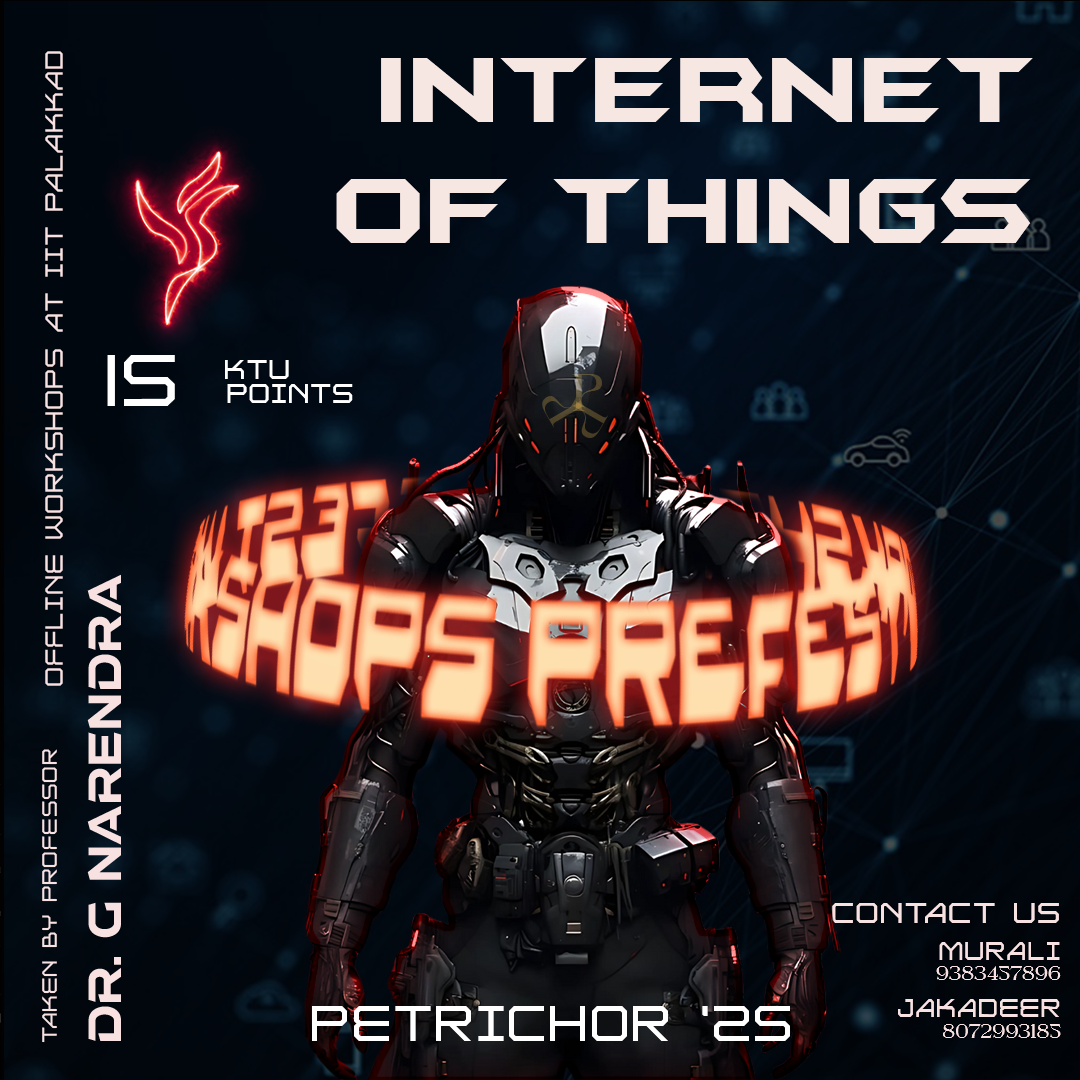 INTERNET
OF THINGS
15
KTU
POINTS
OFFLINE WORKSHOPS AT IIT PALAKKAD
TAKEN BY PROFESSOR
DR. G NARENDRA
SHOPS PREFEST
CONTACT US
MURALI
9383457896
JAKADEER
8072993185
PETRICHOR '25